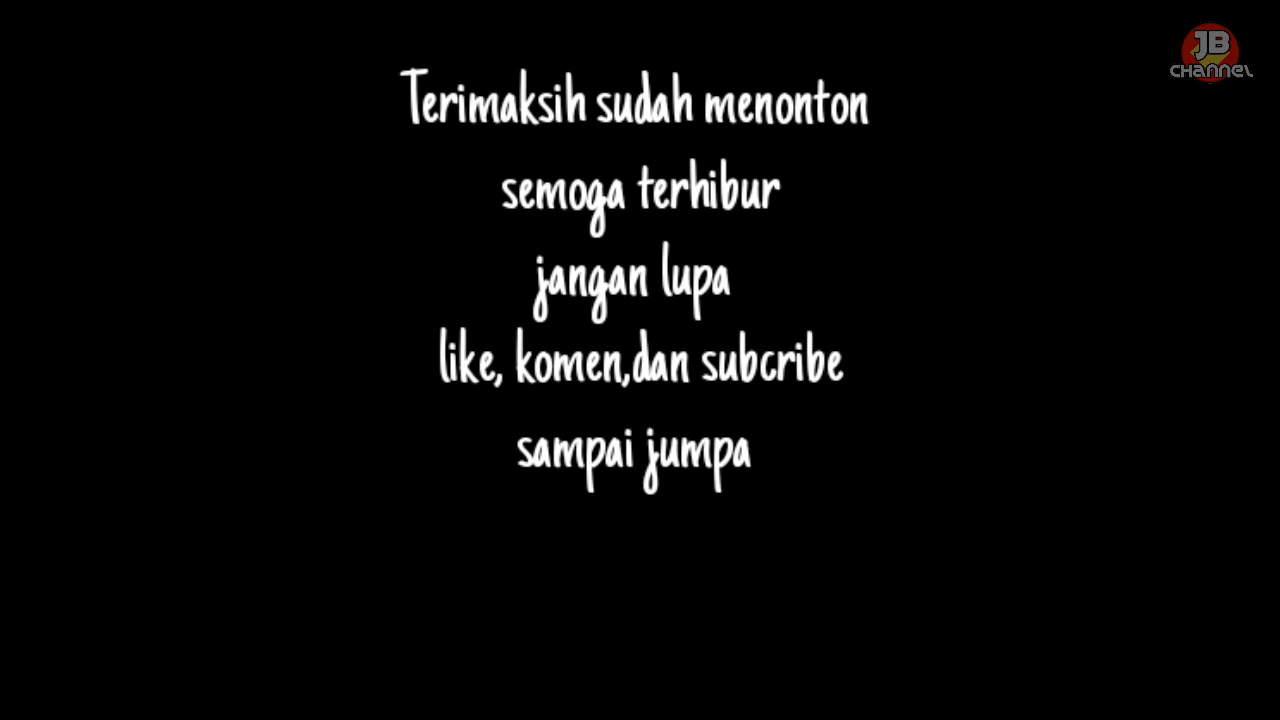 JB
CHANNEL
Terimaksih sudah menonton
semoga terhibur
jangan lupa
like, komen,dan subcribe
sampai jumpa